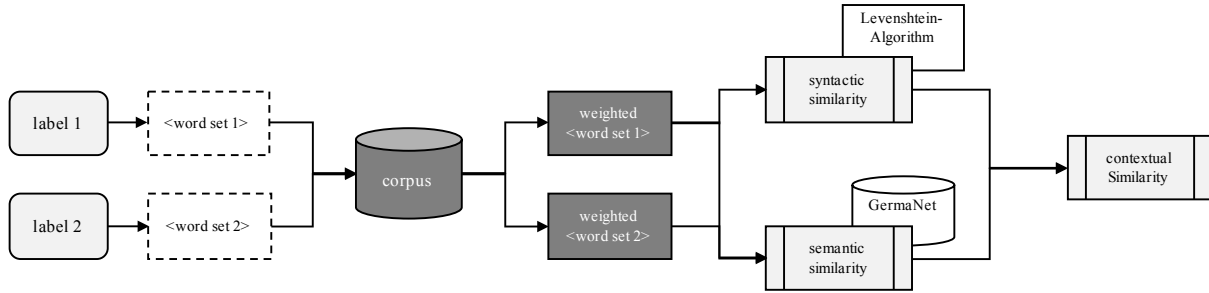 label 1
<word set 1>
label 2
<word set 2>
corpus
weighted
<word set 1>
weighted
<word set 2>
Levenshtein-
Algorithm
syntactic
similarity
GermaNet
semantic
similarity
contextual
Similarity